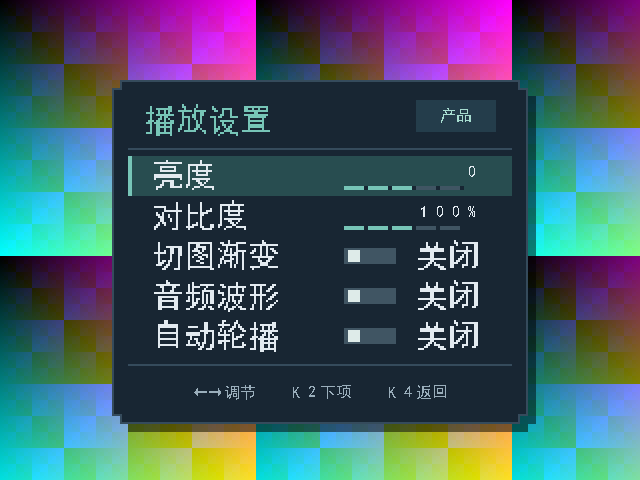 播放设置 产品
亮度 0
对比度 100%
切图渐变 关闭
音频波形 关闭
自动轮播 关闭
←→调节 K2下项 K4返回